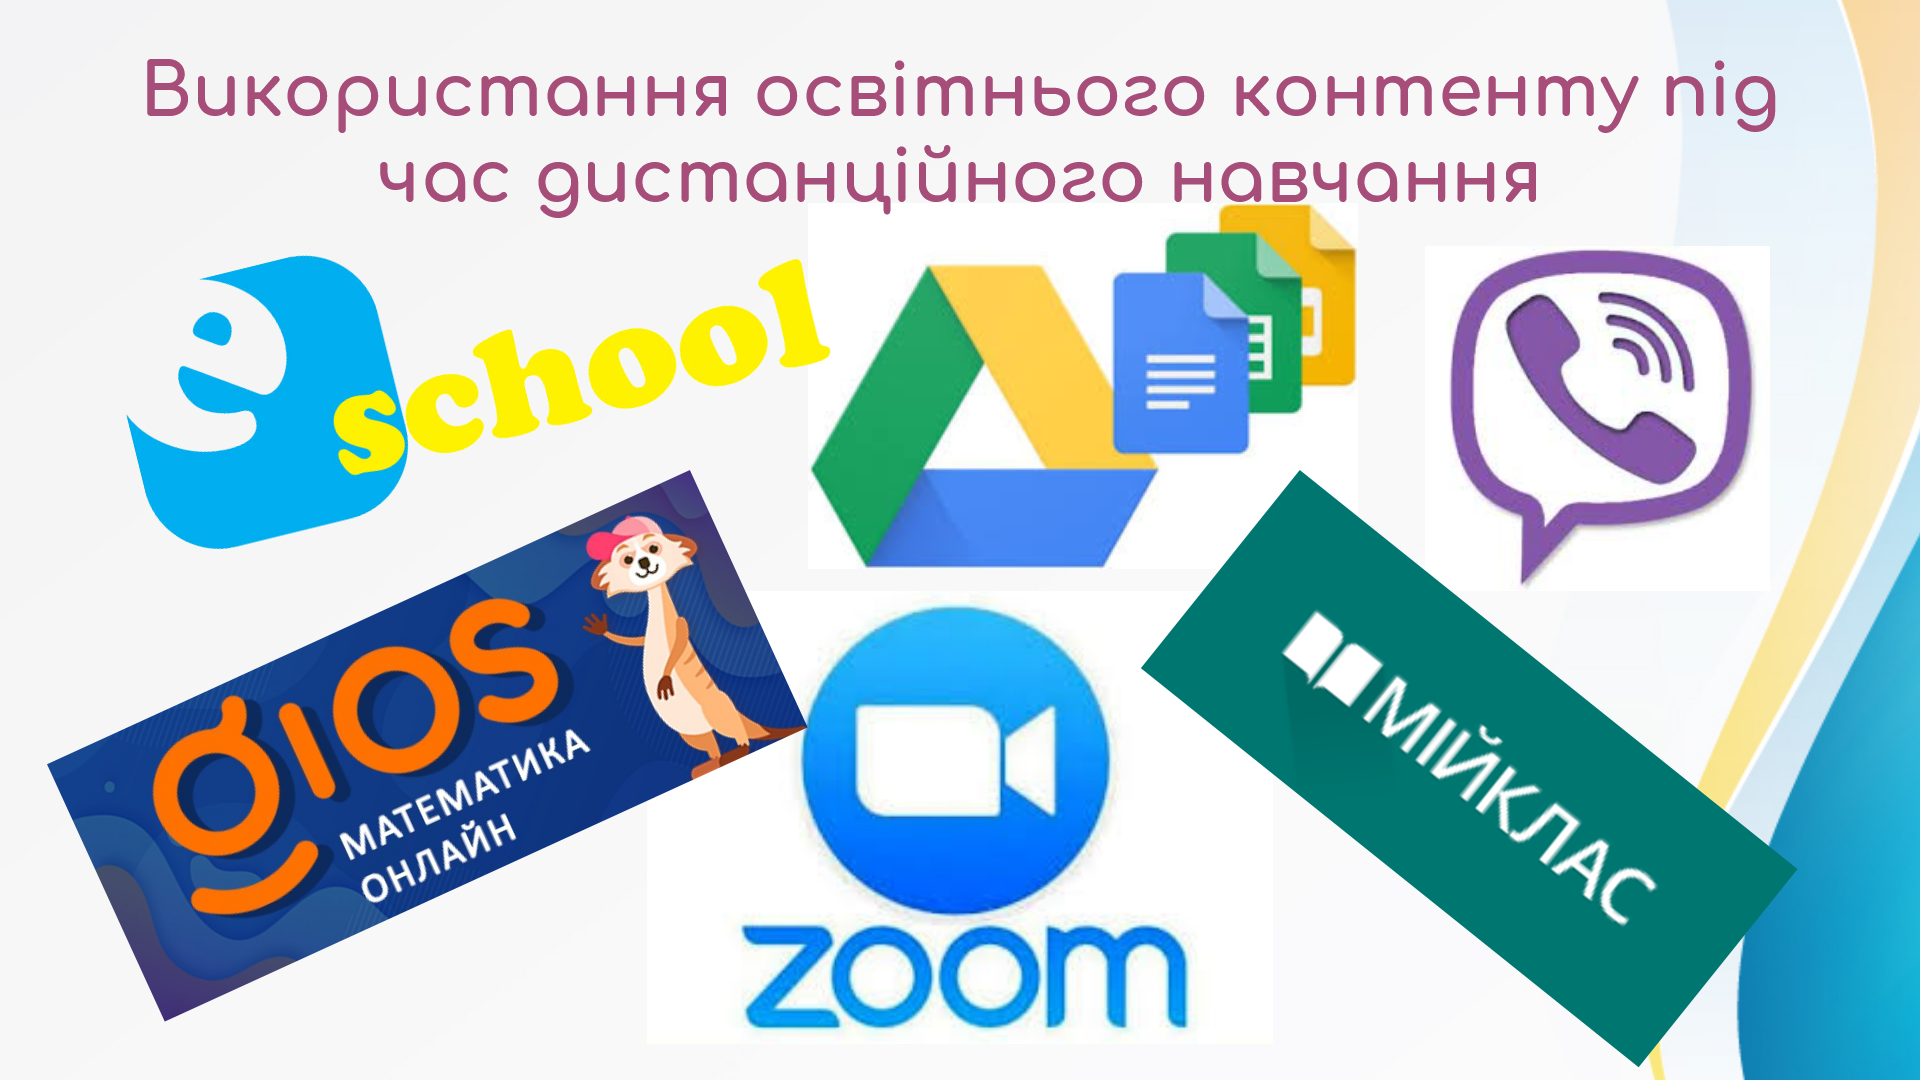 Використання освітнього контенту під
час дистанційного навчання
e school
gios
МАТЕМАТИКА
ОНЛАЙН
zoom
МІЙКЛАС